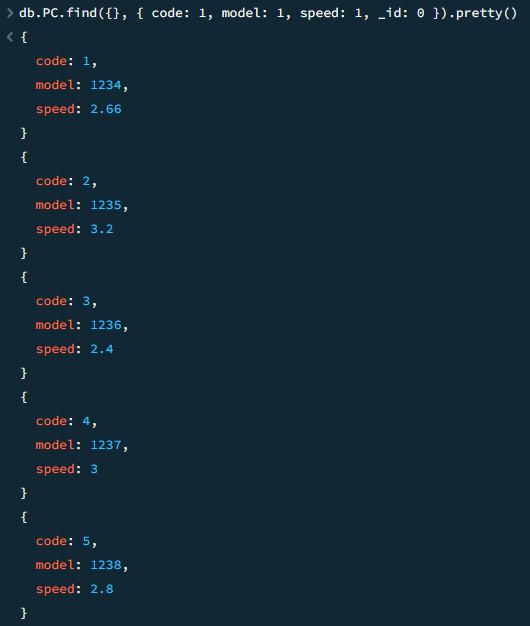 > db.PC.find({}, { code: 1, model: 1, speed: 1, _id: 0 }).pretty()
< {
code: 1,
model: 1234,
speed: 2.66
}
{
code: 2,
model: 1235,
speed: 3.2
}
{
code: 3,
model: 1236,
speed: 2.4
}
{
code: 4,
model: 1237,
speed: 3
}
{
code: 5,
model: 1238,
speed: 2.8
}